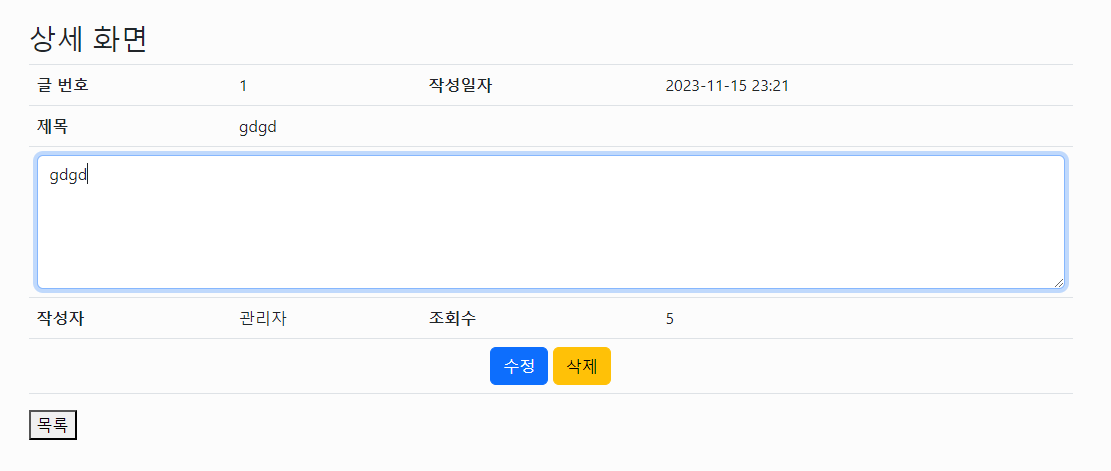 상세 화면
글 번호 1 작성일자 2023-11-15 23:21
제목 gdgd
gdgd
작성자 관리자 조회수 5
수정 삭제
목록